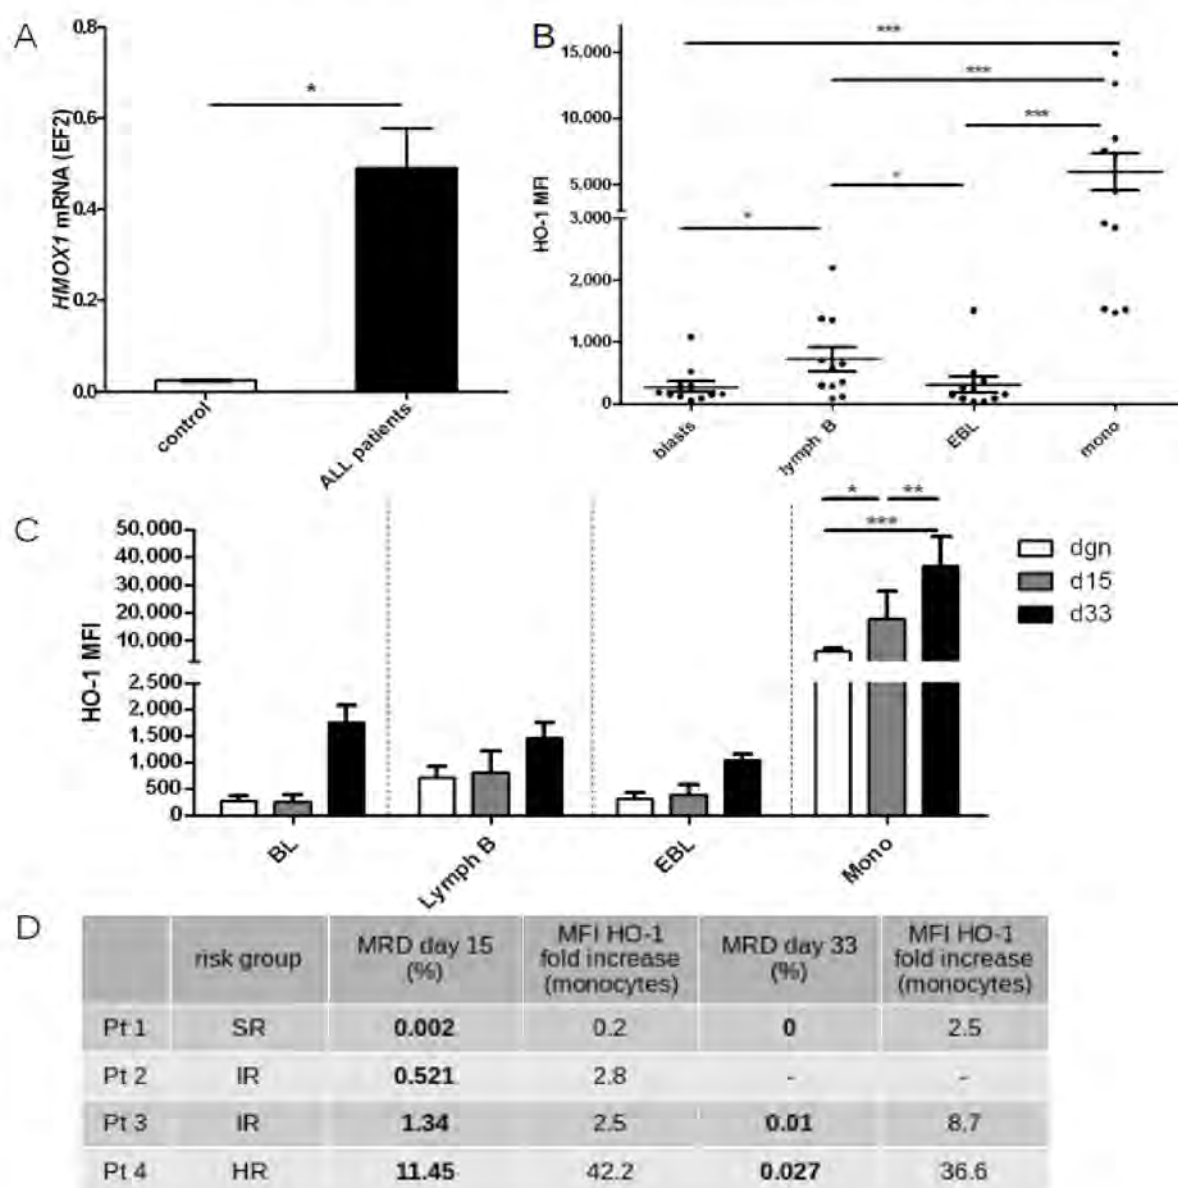 A
HMOX1 mRNA (EF2)
0.8
0.6
0.4
0.2
0.0
*
control
ALL patients
B
HO-1 MFI
15,000
10,000
5,000
3,000
2,000
1,000
0
***
***
***
*
*
blasts
lymph B
EBL
mono
C
HO-1 MFI
50,000
40,000
30,000
20,000
10,000
2,500
2,000
1,500
1,000
500
0
* **
***
BL
Lymph B
EBL
Mono
dgn
d15
d33
D
risk group
MRD day 15
(%)
MFI HO-1
fold increase
(monocytes)
MRD day 33
(%)
MFI HO-1
fold increase
(monocytes)
Pt 1 SR 0.002 0.2 0 2.5
Pt 2 IR 0.521 2.8 - -
Pt 3 IR 1.34 2.5 0.01 8.7
Pt 4 HR 11.45 42.2 0.027 36.6